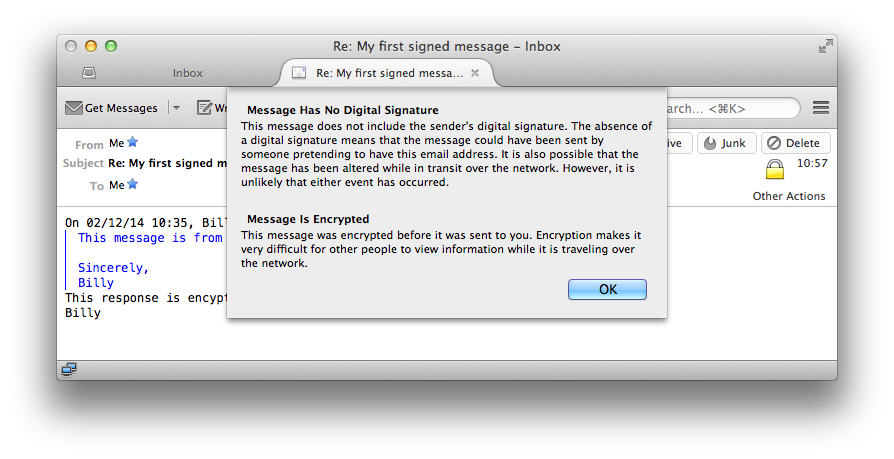 Re: My first signed message – Inbox
Inbox
Re: My first signed messa...
Get Messages
Message Has No Digital Signature
This message does not include the sender's digital signature. The absence of
a digital signature means that the message could have been sent by
someone pretending to have this email address. It is also possible that the
message has been altered while in transit over the network. However, it is
unlikely that either event has occurred.
Message Is Encrypted
This message was encrypted before it was sent to you. Encryption makes it
very difficult for other people to view information while it is traveling over
the network.
OK
<⌘K>
From Me
Junk
Delete
Subject Re: My first signed
10:57
To Me
Other Actions
On 02/12/14 10:35,
This message is from
Sincerely,
Billy
This response is
Billy